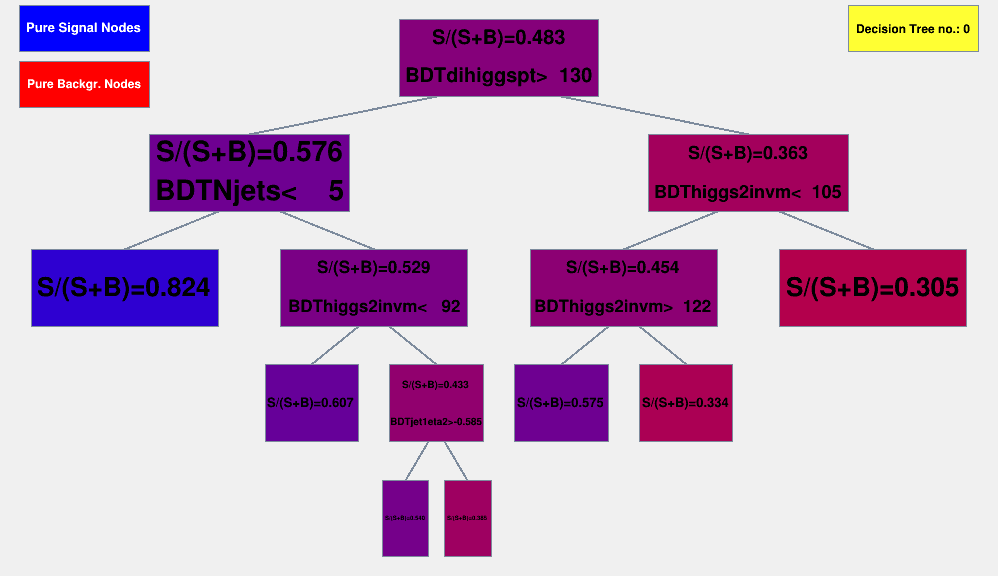 Pure Signal Nodes
Pure Backgr. Nodes
Decision Tree no.: 0
S/(S+B)=0.483
BDTdihiggspt> 130
S/(S+B)=0.576
BDTNjets< 5
S/(S+B)=0.363
BDThiggs2invm< 105
S/(S+B)=0.824
S/(S+B)=0.529
BDThiggs2invm< 92
S/(S+B)=0.454
BDThiggs2invm> 122
S/(S+B)=0.305
S/(S+B)=0.607
S/(S+B)=0.433
BDTjet1eta2>-0.585
S/(S+B)=0.575
S/(S+B)=0.334